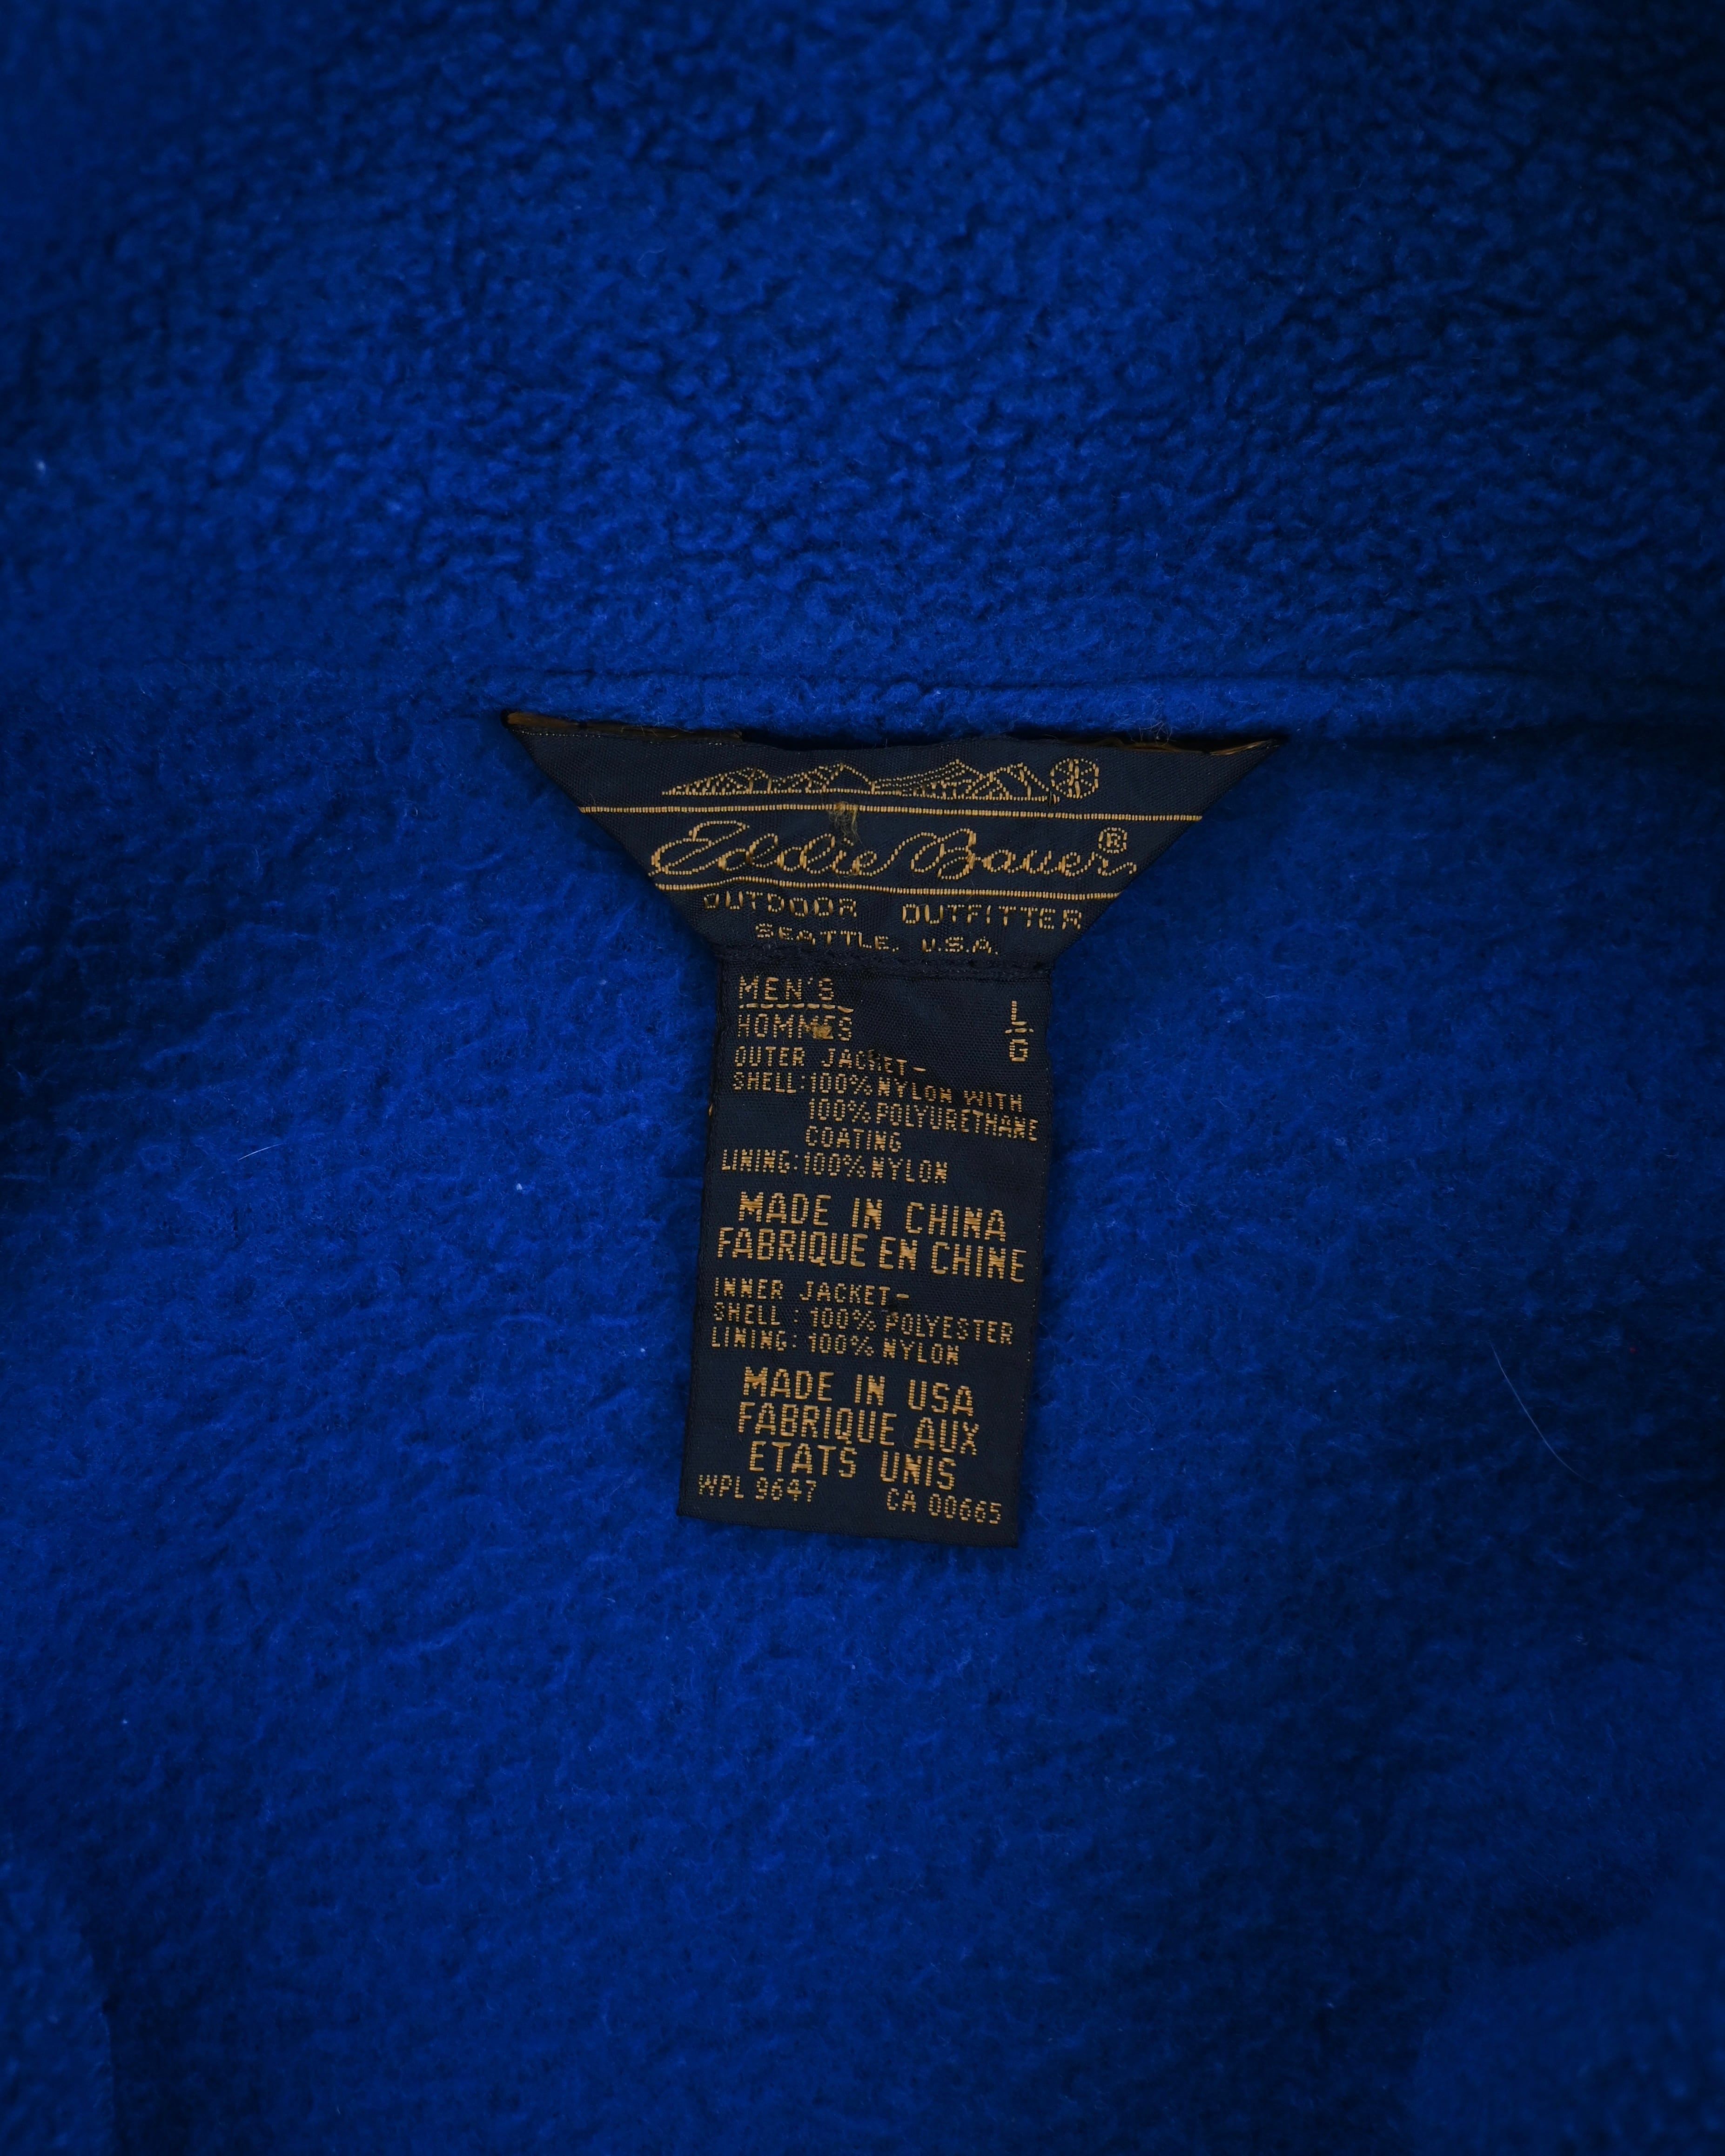 Eddie Bauer®
OUTDOOR OUTFITTER
SEATTLE, U.S.A.
MEN'S L
HOMMES G
OUTER JACKET-
SHELL:100% NYLON WITH
100% POLYURETHANE
COATING
LINING:100% NYLON
MADE IN CHINA
FABRIQUE EN CHINE
INNER JACKET-
SHELL : 100% POLYESTER
LINING: 100% NYLON
MADE IN USA
FABRIQUE AUX
ETATS UNIS
WPL 9647 CA 00665